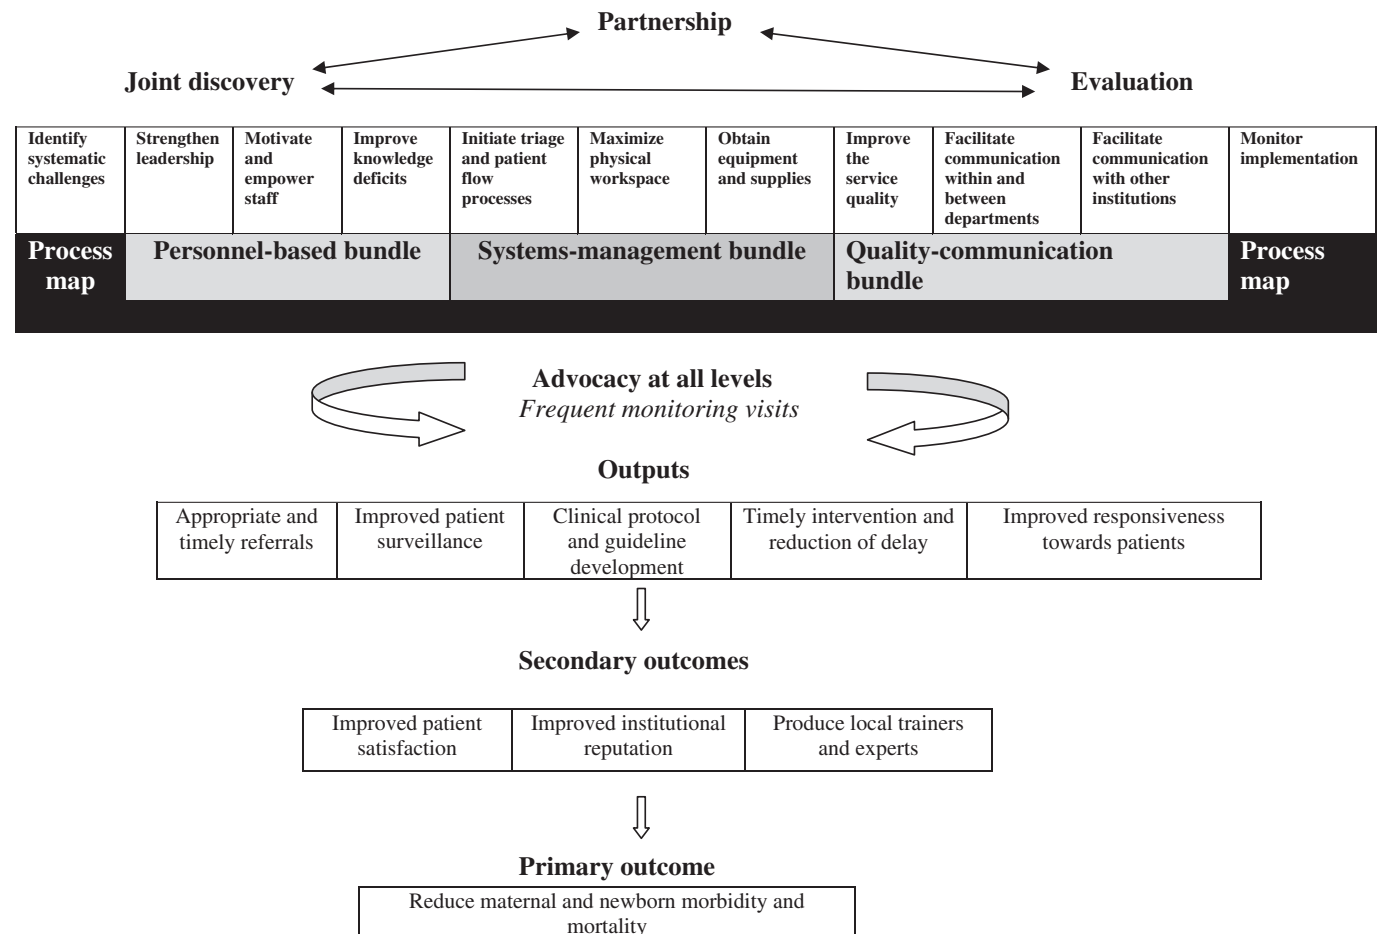 Partnership
Joint discovery
Evaluation
Identify
systematic
challenges
Strengthen
leadership
Motivate
and
empower
staff
Improve
knowledge
deficits
Initiate triage
and patient
flow
processes
Maximize
physical
workspace
Obtain
equipment
and supplies
Improve
the
service
quality
Facilitate
communication
within and
between
departments
Facilitate
communication
with other
institutions
Monitor
implementation
Process
map
Personnel-based bundle
Systems-management bundle
Quality-communication
bundle
Process
map
Advocacy at all levels
Frequent monitoring visits
Outputs
Appropriate and
timely referrals
Improved patient
surveillance
Clinical protocol
and guideline
development
Timely intervention and
reduction of delay
Improved responsiveness
towards patients
Secondary outcomes
Improved patient
satisfaction
Improved institutional
reputation
Produce local trainers
and experts
Primary outcome
Reduce maternal and newborn morbidity and
mortality